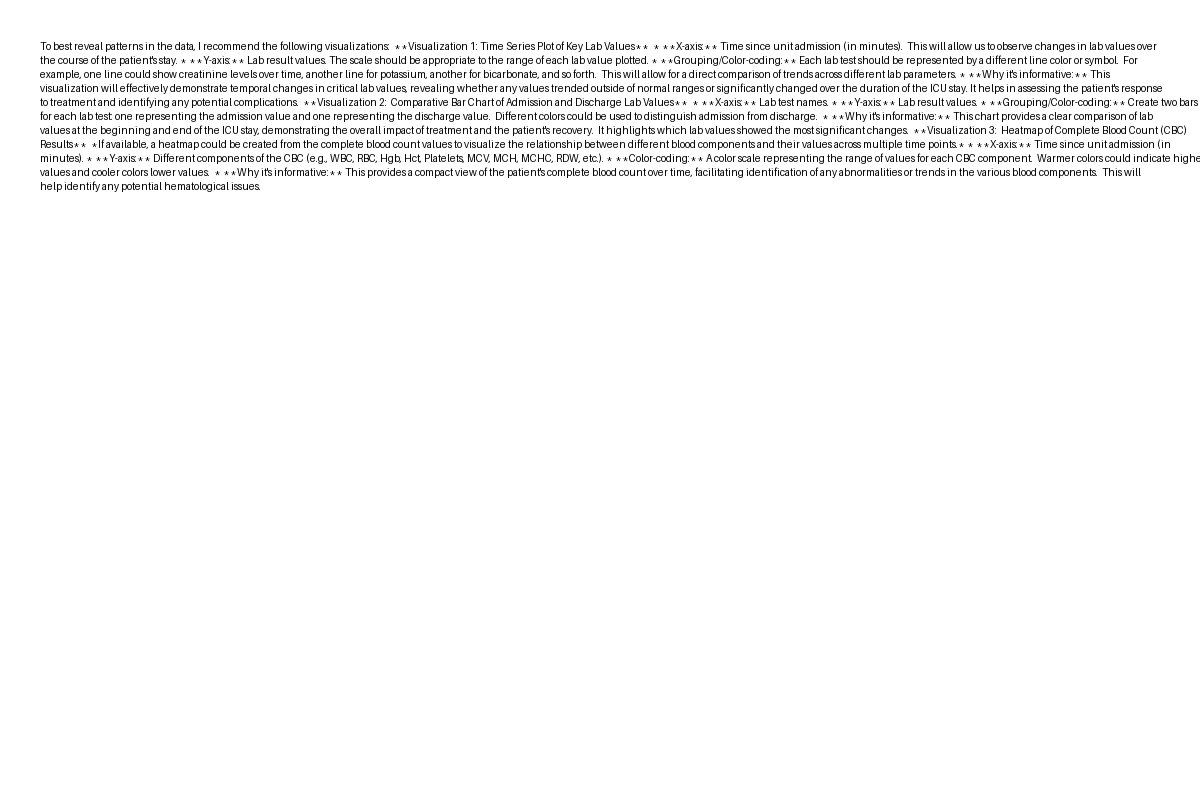 To best reveal patterns in the data, I recommend the following visualizations:  **Visualization 1: Time Series Plot of Key Lab Values**  * **X-axis:** Time since unit admission (in minutes).  This will allow us to observe changes in lab values over
the course of the patient's stay. * **Y-axis:** Lab result values. The scale should be appropriate to the range of each lab value plotted. * **Grouping/Color-coding:** Each lab test should be represented by a different line color or symbol.  For
example, one line could show creatinine levels over time, another line for potassium, another for bicarbonate, and so forth.  This will allow for a direct comparison of trends across different lab parameters. * **Why it's informative:** This
visualization will effectively demonstrate temporal changes in critical lab values, revealing whether any values trended outside of normal ranges or significantly changed over the duration of the ICU stay. It helps in assessing the patient's response
to treatment and identifying any potential complications.  **Visualization 2:  Comparative Bar Chart of Admission and Discharge Lab Values**  * **X-axis:** Lab test names. * **Y-axis:** Lab result values. * **Grouping/Color-coding:** Create two bars
for each lab test: one representing the admission value and one representing the discharge value.  Different colors could be used to distinguish admission from discharge.  * **Why it's informative:** This chart provides a clear comparison of lab
values at the beginning and end of the ICU stay, demonstrating the overall impact of treatment and the patient's recovery.  It highlights which lab values showed the most significant changes.  **Visualization 3:  Heatmap of Complete Blood Count (CBC)
Results**  *If available, a heatmap could be created from the complete blood count values to visualize the relationship between different blood components and their values across multiple time points.* * **X-axis:** Time since unit admission (in
minutes). * **Y-axis:** Different components of the CBC (e.g., WBC, RBC, Hgb, Hct, Platelets, MCV, MCH, MCHC, RDW, etc.). * **Color-coding:** A color scale representing the range of values for each CBC component.  Warmer colors could indicate highe
values and cooler colors lower values.  * **Why it's informative:** This provides a compact view of the patient's complete blood count over time, facilitating identification of any abnormalities or trends in the various blood components.  This will
help identify any potential hematological issues.